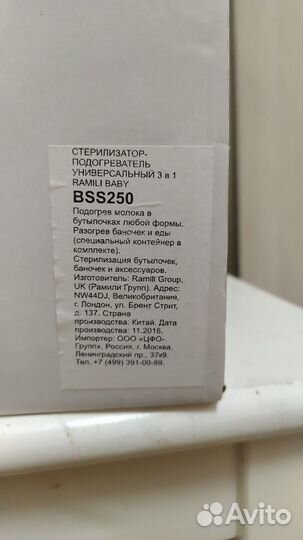 СТЕРИЛИЗАТОР-
ПОДОГРЕВАТЕЛЬ
УНИВЕРСАЛЬНЫЙ 3 в 1
RAMILI BABY
BSS250
Подогрев молока в
бутылочках любой формы.
Разогрев баночек и еды
(специальный контейнер в
комплекте).
Стерилизация бутылочек,
баночек и аксессуаров.
Изготовитель: Ramili Group,
UK (Рамили Групп). Адрес:
NW44DJ, Великобритания,
г. Лондон, ул. Брент Стрит,
д. 137. Страна
производства: Китай. Дата
производства: 11.2016.
Импортер: ООО «ЦФО-
Групп», Россия, г. Москва,
Ленинградский пр., 37к9.
Тел. +7 (499) 391-00-89.
Avito